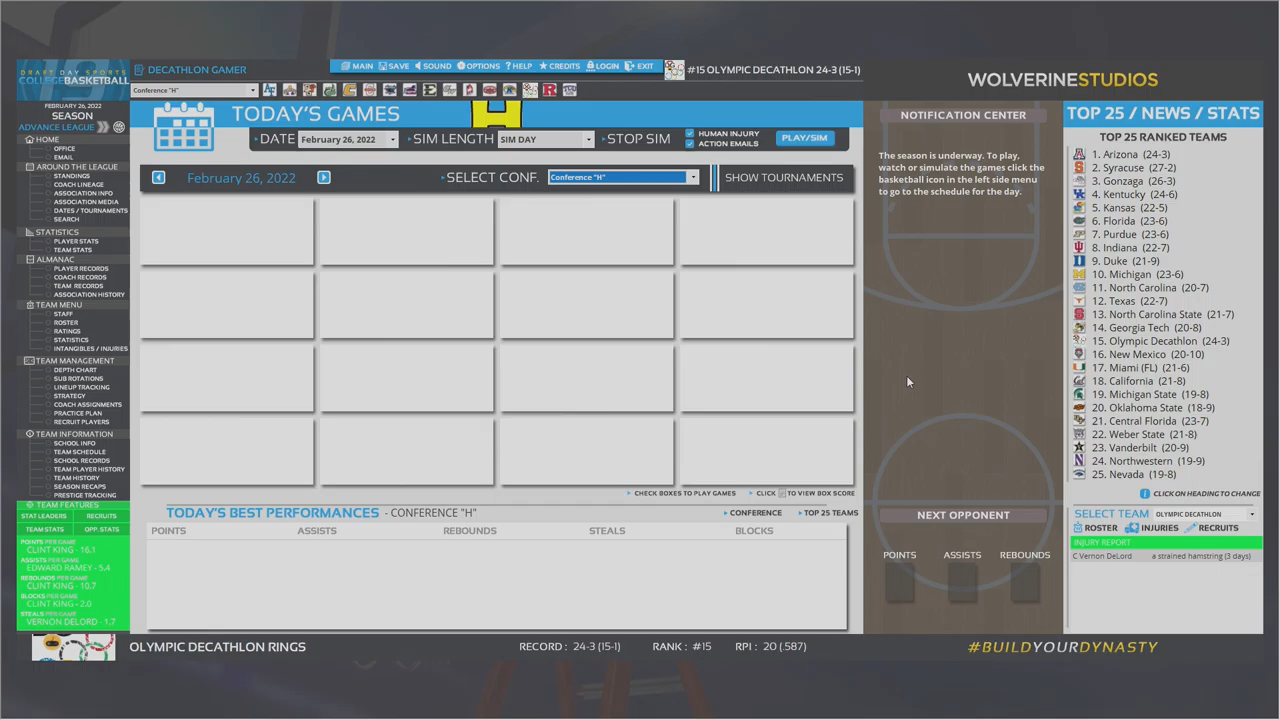 DRAFT DAY SPORTS
COLLEGEBASKETBALL
DECATHLON GAMER
MAIN
SAVE
SOUND
OPTIONS
? HELP
CREDITS
LOGIN
EXIT
#15 OLYMPIC DECATHLON 24-3 (15-1)
Conference "H"
WOLVERINESTUDIOS
FEBRUARY 26, 2022
SEASON
ADVANCE LEAGUE
HOME
OFFICE
EMAIL
AROUND THE LEAGUE
STANDINGS
COACH LINEAGE
ASSOCIATION INFO
ASSOCIATION MEDIA
DATES / TOURNAMENTS
SEARCH
STATISTICS
PLAYER STATS
TEAM STATS
ALMANAC
PLAYER RECORDS
COACH RECORDS
TEAM RECORDS
ASSOCIATION HISTORY
TEAM MENU
STAFF
ROSTER
RATINGS
STATISTICS
INTANGIBLES / INJURIES
TEAM MANAGEMENT
DEPTH CHART
SUB ROTATIONS
LINEUP TRACKING
STRATEGY
COACH ASSIGNMENTS
PRACTICE PLAN
RECRUIT PLAYERS
TEAM INFORMATION
SCHOOL INFO
TEAM SCHEDULE
SCHOOL RECORDS
TEAM PLAYER HISTORY
TEAM HISTORY
SEASON RECAPS
PRESTIGE TRACKING
TEAM FEATURES
STAT LEADERS
RECRUITS
TEAM STATS
OPP. STATS
POINTS PER GAME
CLINT KING - 16.1
ASSISTS PER GAME
EDWARD RAMEY - 5.4
REBOUNDS PER GAME
CLINT KING - 10.7
BLOCKS PER GAME
CLINT KING - 2.0
STEALS PER GAME
VERNON DELORD - 1.7
TODAY'S GAMES
H
DATE
February 26, 2022
SIM LENGTH
SIM DAY
STOP SIM
HUMAN INJURY
ACTION EMAILS
PLAY/SIM
February 26, 2022
SELECT CONF.
Conference "H"
SHOW TOURNAMENTS
CHECK BOXES TO PLAY GAMES
CLICK TO VIEW BOX SCORE
TODAY'S BEST PERFORMANCES - CONFERENCE "H"
CONFERENCE
TOP 25 TEAMS
POINTS
ASSISTS
REBOUNDS
STEALS
BLOCKS
NOTIFICATION CENTER
The season is underway. To play,
watch or simulate the games click the
basketball icon in the left side menu
to go to the schedule for the day.
NEXT OPPONENT
POINTS
ASSISTS
REBOUNDS
TOP 25 / NEWS / STATS
TOP 25 RANKED TEAMS
1. Arizona (24-3)
2. Syracuse (27-2)
3. Gonzaga (26-3)
4. Kentucky (24-6)
5. Kansas (22-5)
6. Florida (23-6)
7. Purdue (23-6)
8. Indiana (22-7)
9. Duke (21-9)
10. Michigan (23-6)
11. North Carolina (20-7)
12. Texas (22-7)
13. North Carolina State (21-7)
14. Georgia Tech (20-8)
15. Olympic Decathlon (24-3)
16. New Mexico (20-10)
17. Miami (FL) (21-6)
18. California (21-8)
19. Michigan State (19-8)
20. Oklahoma State (18-9)
21. Central Florida (23-7)
22. Weber State (21-8)
23. Vanderbilt (20-9)
24. Northwestern (19-9)
25. Nevada (19-8)
CLICK ON HEADING TO CHANGE
SELECT TEAM
OLYMPIC DECATHLON
ROSTER
INJURIES
RECRUITS
INJURY REPORT
C Vernon DeLord
a strained hamstring (3 days)
OLYMPIC DECATHLON RINGS
RECORD : 24-3 (15-1)
RANK : #15
RPI : 20 (.587)
#BUILDYOURDYNASTY